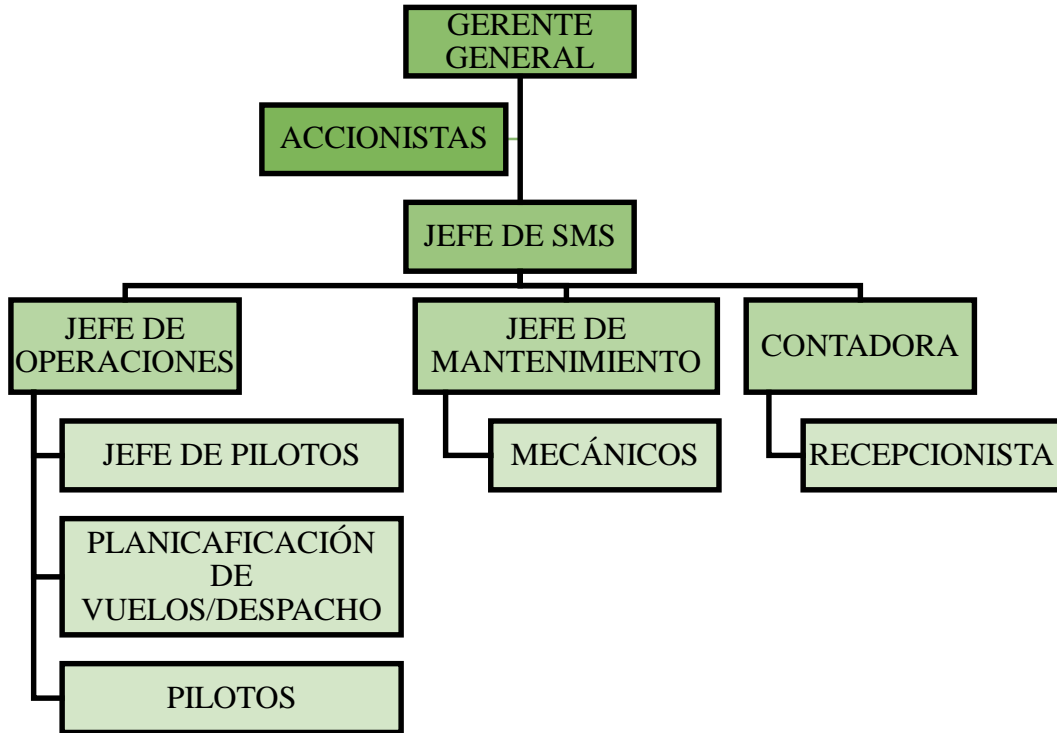 GERENTE
GENERAL
ACCIONISTAS
JEFE DE SMS
JEFE DE
OPERACIONES
JEFE DE
MANTENIMIENTO
CONTADORA
JEFE DE PILOTOS
MECÁNICOS
RECEPCIONISTA
PLANICAFICACIÓN
DE
VUELOS/DESPACHO
PILOTOS